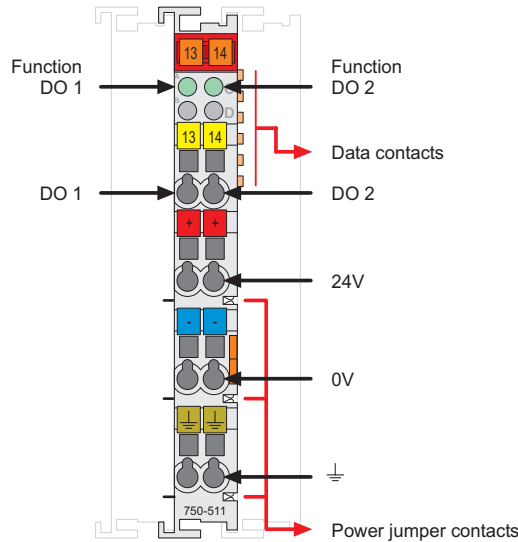 13 14
Function
DO 1
Function
DO 2
A
C
B
D
13 14
Data contacts
DO 1
DO 2
+ +
24V
- -
0V
750-511
Power jumper contacts